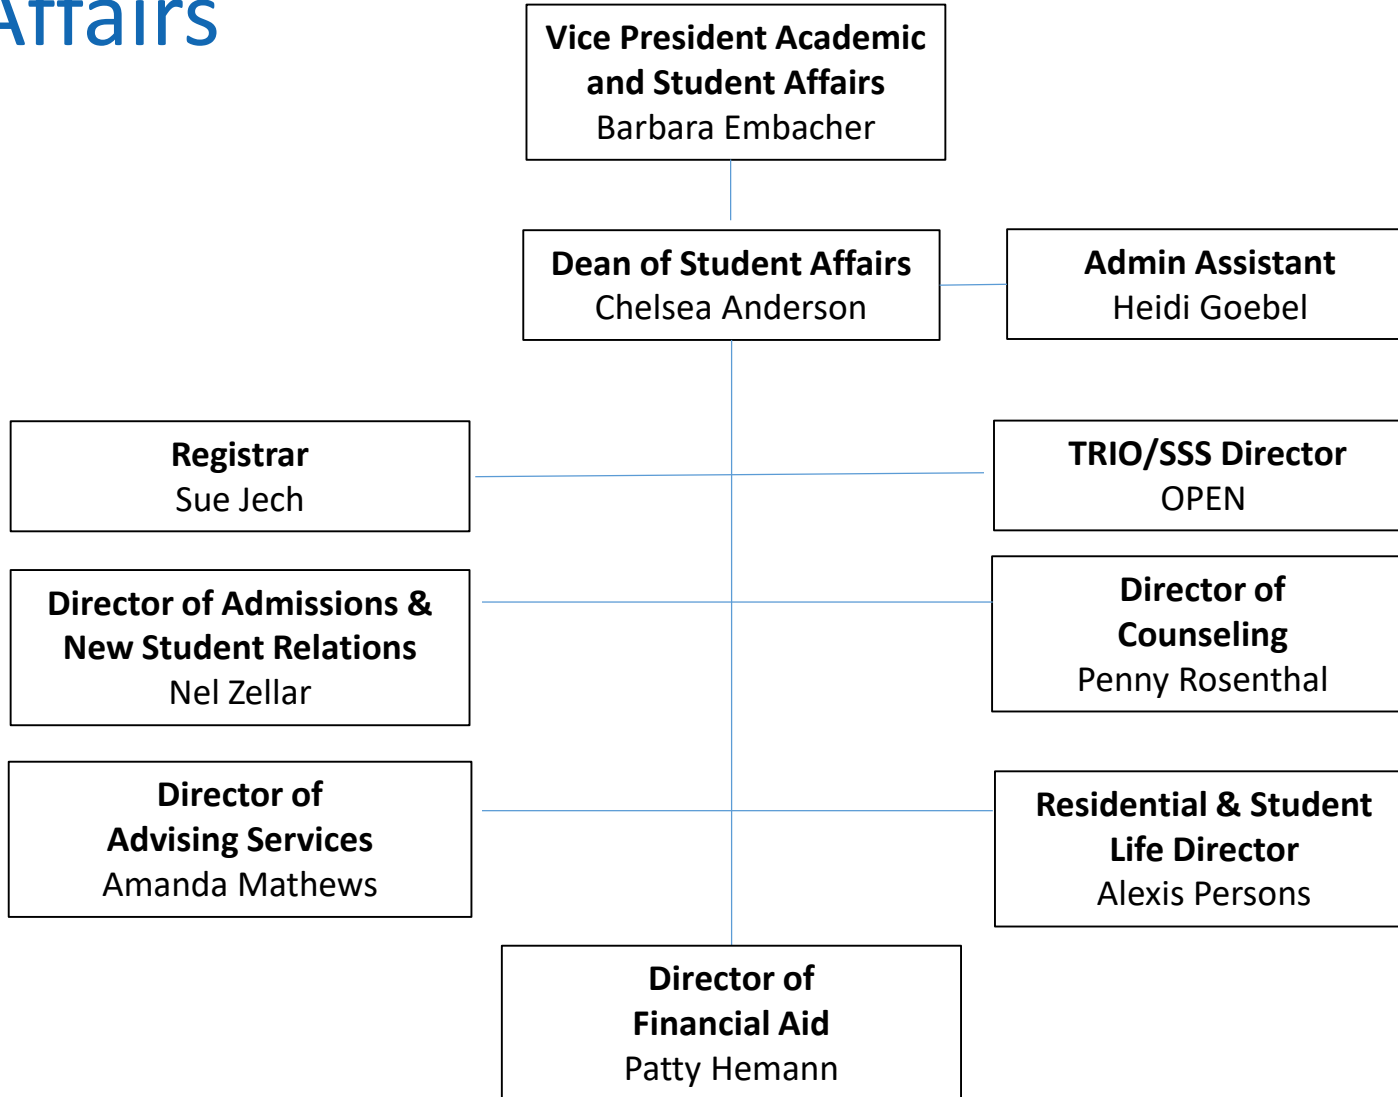 Affairs
Vice President Academic
and Student Affairs
Barbara Embacher
Dean of Student Affairs
Chelsea Anderson
Admin Assistant
Heidi Goebel
Registrar
Sue Jech
TRIO/SSS Director
OPEN
Director of Admissions &
New Student Relations
Nel Zellar
Director of
Counseling
Penny Rosenthal
Director of
Advising Services
Amanda Mathews
Residential & Student
Life Director
Alexis Persons
Director of
Financial Aid
Patty Hemann